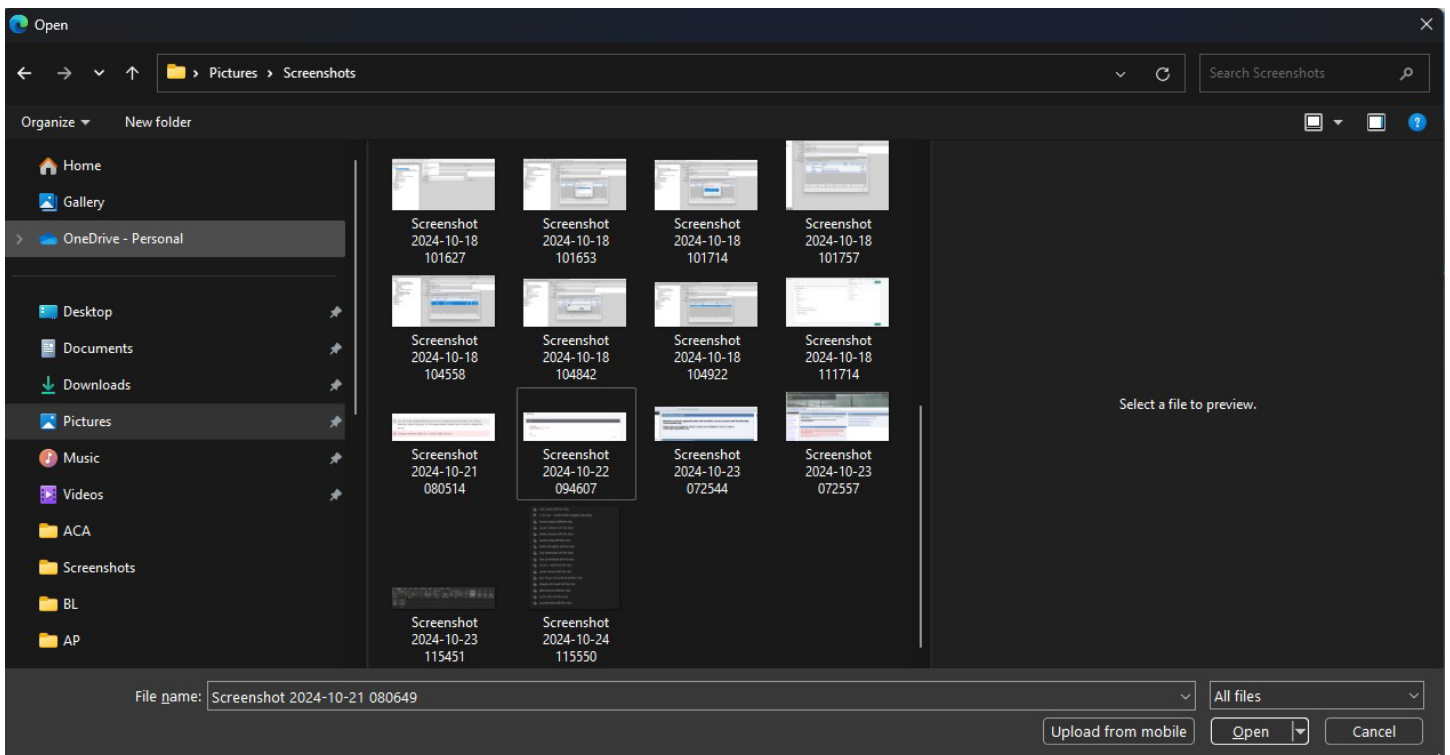 Open
Pictures > Screenshots
Search Screenshots
Organize
New folder
Home
Gallery
OneDrive - Personal
Desktop
Documents
Downloads
Pictures
Music
Videos
ACA
Screenshots
BL
AP
Screenshot
2024-10-18
101627
Screenshot
2024-10-18
101653
Screenshot
2024-10-18
101714
Screenshot
2024-10-18
101757
Screenshot
2024-10-18
104558
Screenshot
2024-10-18
104842
Screenshot
2024-10-18
104922
Screenshot
2024-10-18
111714
Screenshot
2024-10-21
080514
Screenshot
2024-10-22
094607
Screenshot
2024-10-23
072544
Screenshot
2024-10-23
072557
Screenshot
2024-10-23
115451
Screenshot
2024-10-24
115550
Select a file to preview.
File name: Screenshot 2024-10-21 080649
All files
Upload from mobile
Open
Cancel